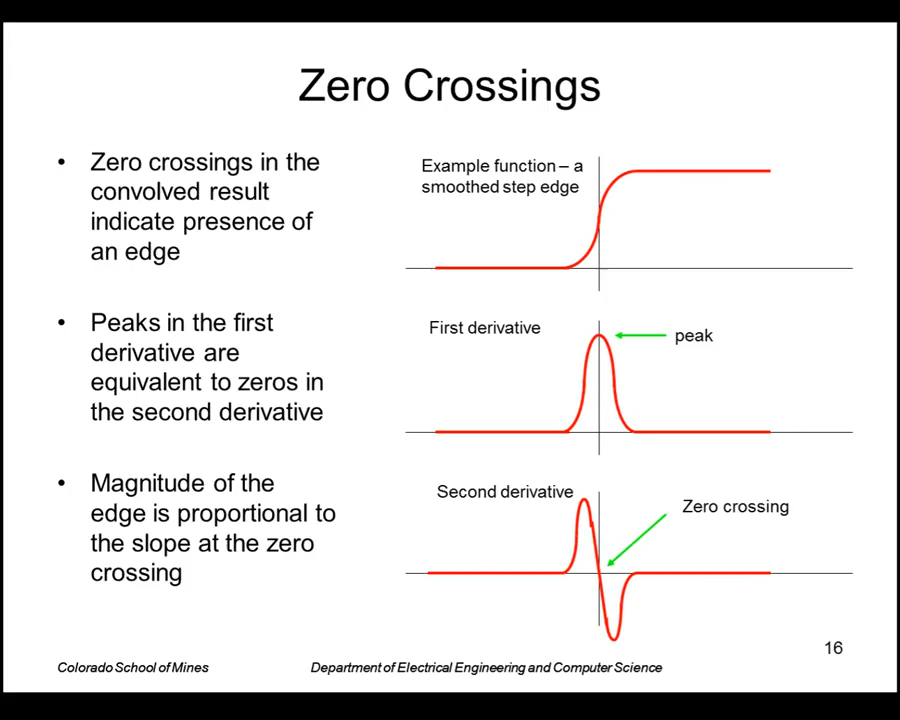 Zero Crossings
• Zero crossings in the
convolved result
indicate presence of
an edge
• Peaks in the first
derivative are
equivalent to zeros in
the second derivative
• Magnitude of the
edge is proportional to
the slope at the zero
crossing
Example function – a
smoothed step edge
First derivative
peak
Second derivative
Zero crossing
16
Colorado School of Mines
Department of Electrical Engineering and Computer Science